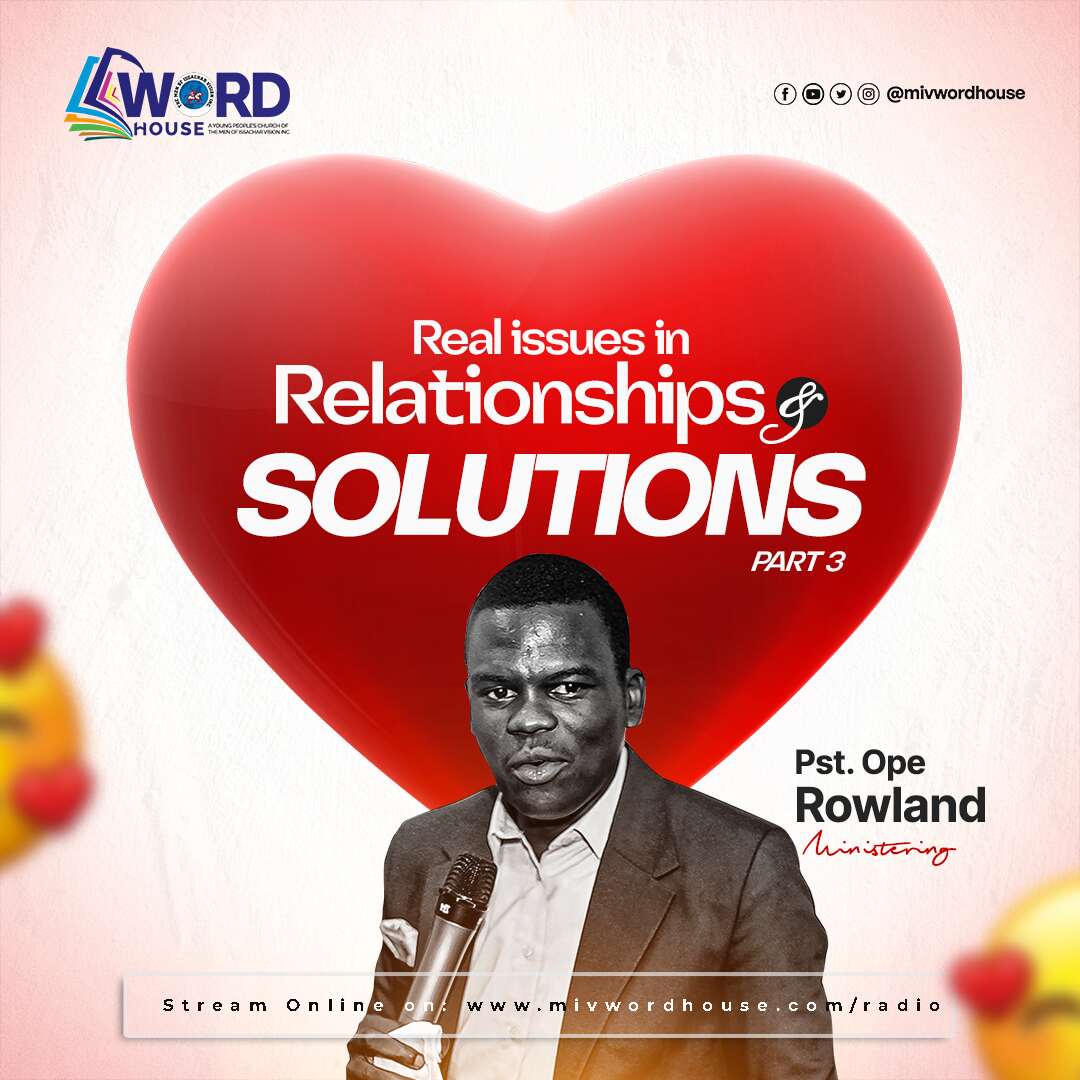 WORD
HOUSE
A YOUNG PEOPLE'S CHURCH OF
THE MEN OF ISSACHAR VISION INC
@mivwordhouse
Real issues in
Relationships &
SOLUTIONS
PART 3
Pst. Ope
Rowland
Ministering
Stream Online on: www.mivwordhouse.com/radio